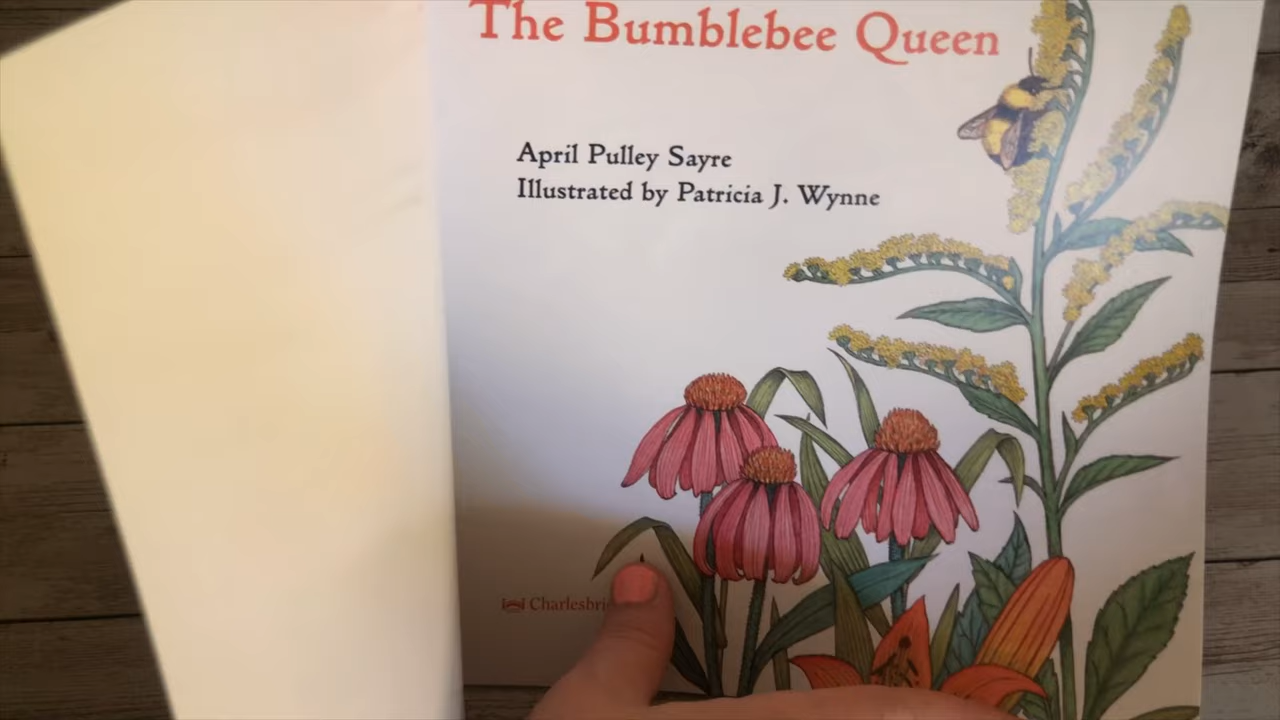 The Bumblebee Queen
April Pulley Sayre
Illustrated by Patricia J. Wynne